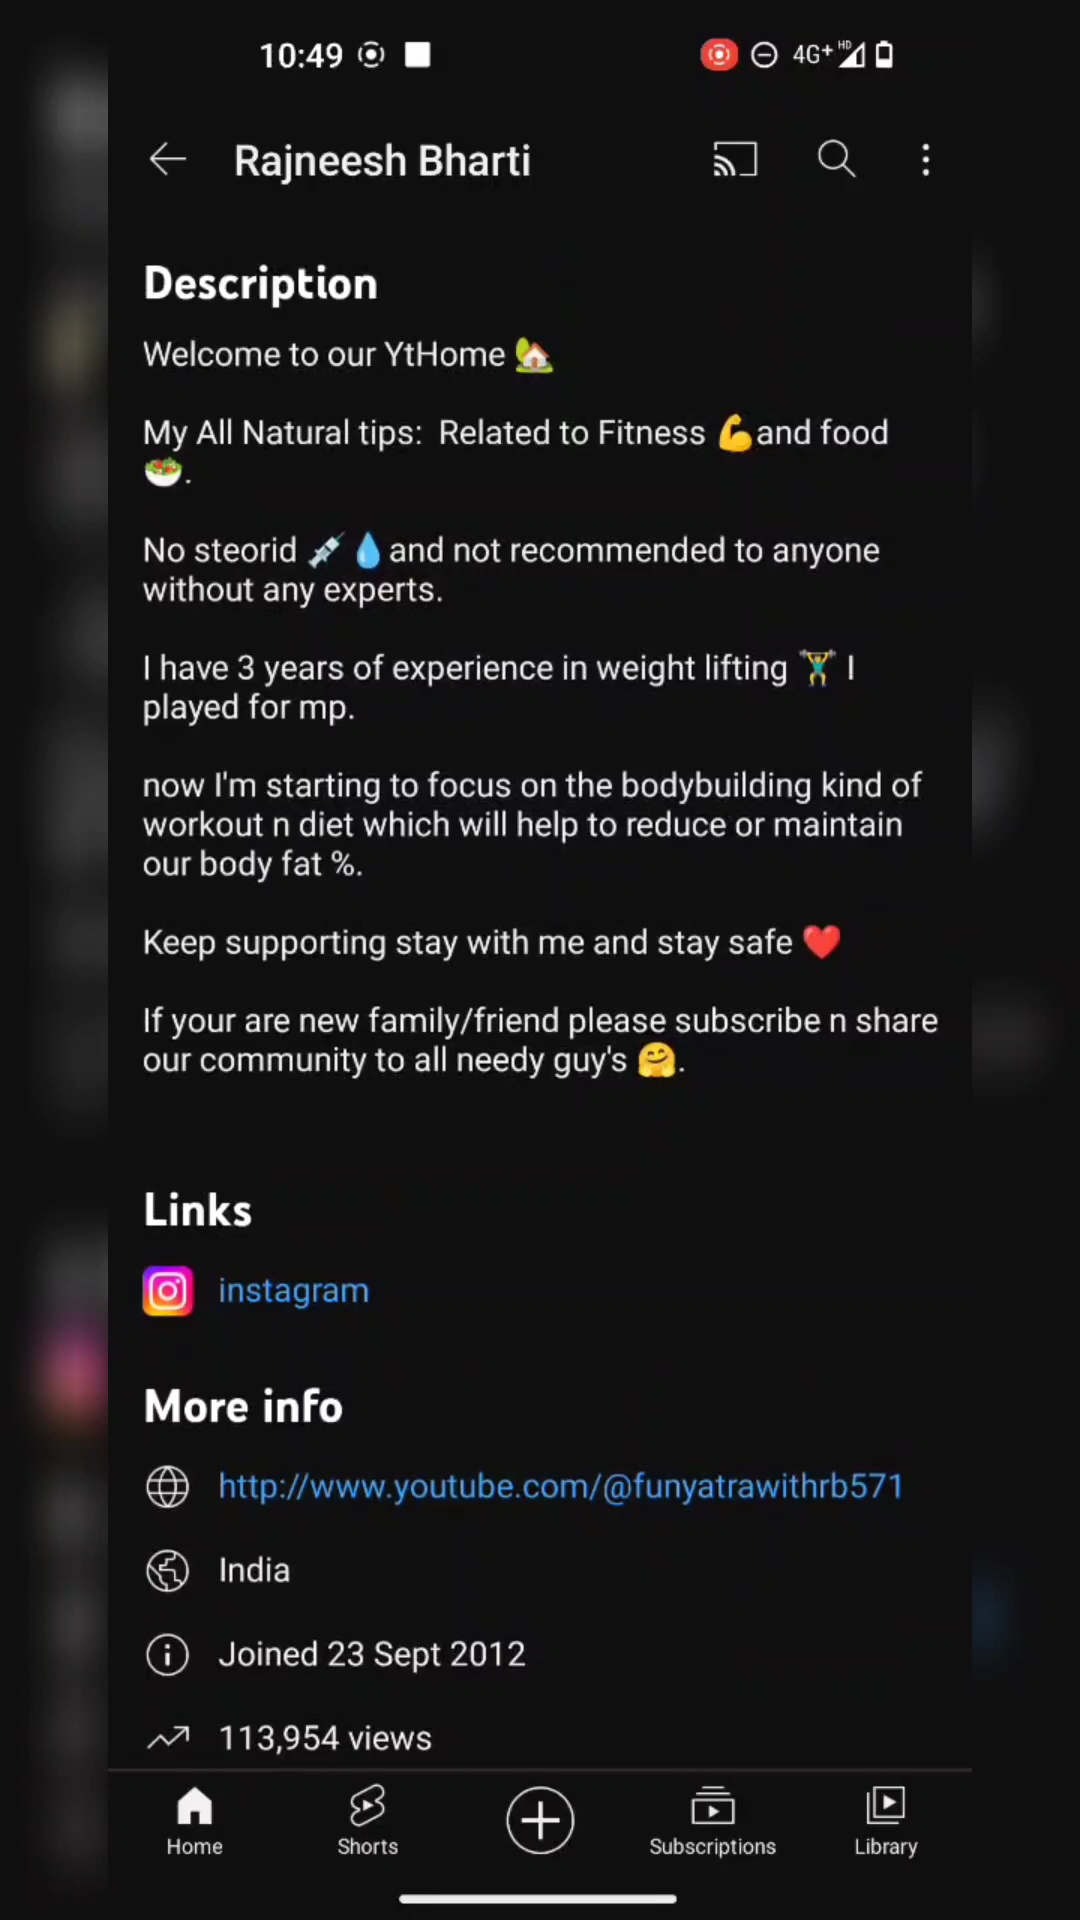 10:49
4G+ HD
Rajneesh Bharti
Description
Welcome to our YtHome 🏡
My All Natural tips:  Related to Fitness 💪and food
🥗.
No steorid 💉💧and not recommended to anyone
without any experts.
I have 3 years of experience in weight lifting 🏋️ I
played for mp.
now I'm starting to focus on the bodybuilding kind of
workout n diet which will help to reduce or maintain
our body fat %.
Keep supporting stay with me and stay safe ❤️
If your are new family/friend please subscribe n share
our community to all needy guy's 🤗.
Links
instagram
More info
http://www.youtube.com/@funyatrawithrb571
India
Joined 23 Sept 2012
113,954 views
Home
Shorts
Subscriptions
Library